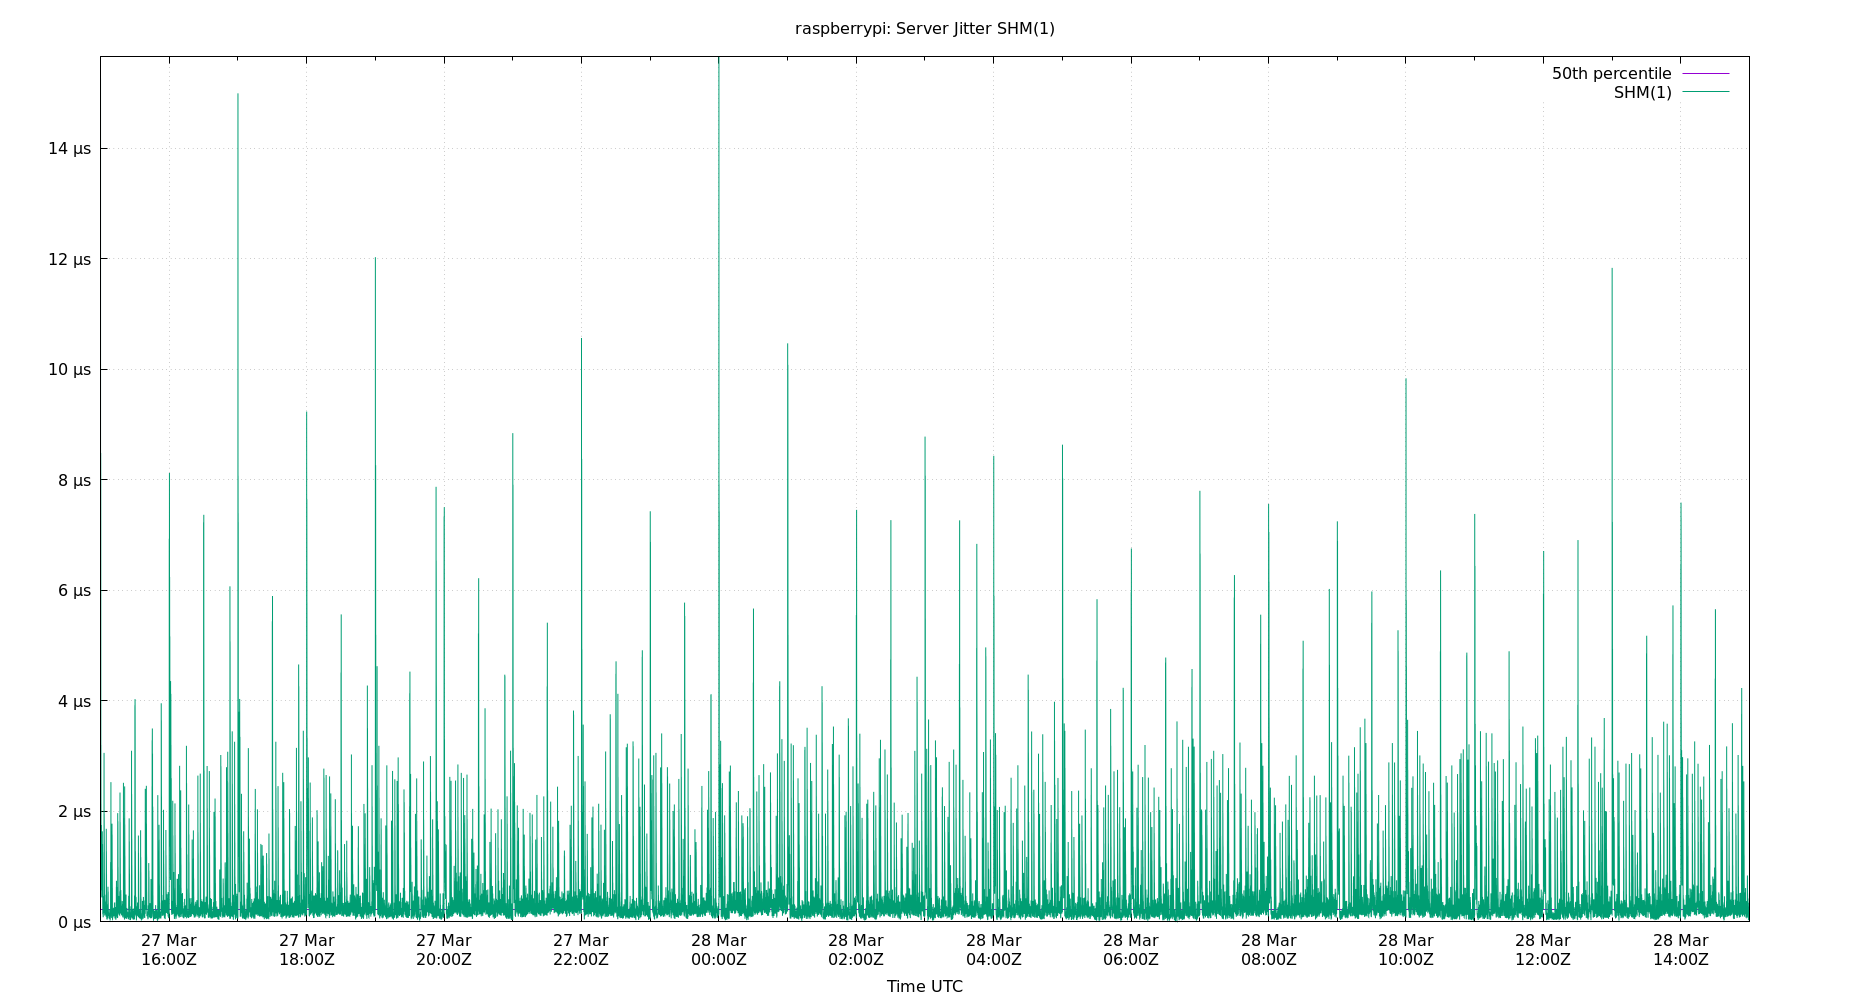 raspberrypi: Server Jitter SHM(1)
50th percentile
SHM(1)
14 µs
12 µs
10 µs
8 µs
6 µs
4 µs
2 µs
0 µs
27 Mar 27 Mar 27 Mar 27 Mar 28 Mar 28 Mar 28 Mar 28 Mar 28 Mar 28 Mar 28 Mar 28 Mar
16:00Z 18:00Z 20:00Z 22:00Z 00:00Z 02:00Z 04:00Z 06:00Z 08:00Z 10:00Z 12:00Z 14:00Z
Time UTC